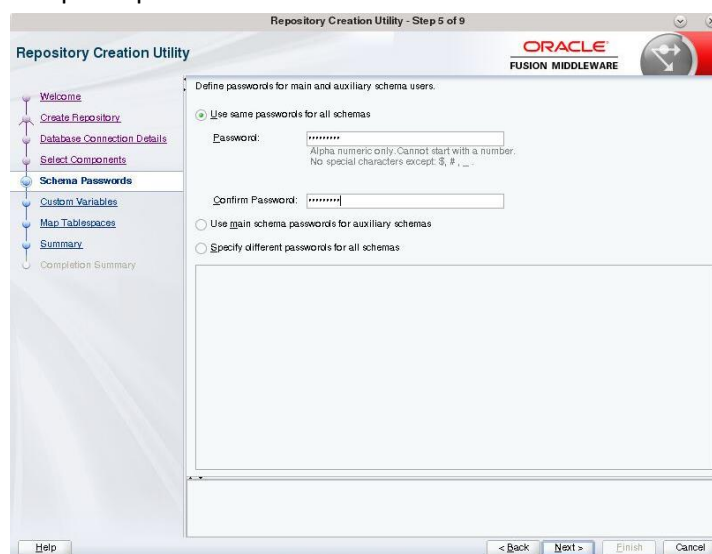 Repository Creation Utility - Step 5 of 9
Repository Creation Utility
ORACLE
FUSION MIDDLEWARE
Welcome
Create Repository
Database Connection Details
Select Components
Schema Passwords
Custom Variables
Map Tablespaces
Summary
Completion Summary
Define passwords for main and auxiliary schema users.
Use same passwords for all schemas
Password: •••••••••
Alpha numeric only.Cannot start with a number.
No special characters except: $, # , _ .
Confirm Password: •••••••••
Use main schema passwords for auxiliary schemas
Specify different passwords for all schemas
Help
< Back
Next >
Finish
Cancel